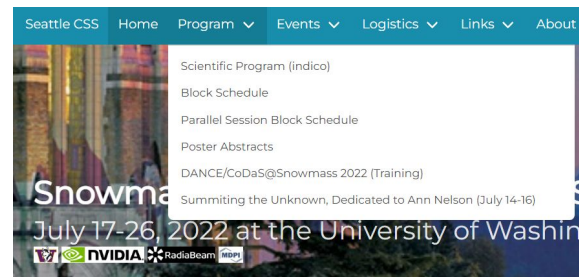 Seattle CSS Home Program Events Logistics Links About
Scientific Program (indico)
Block Schedule
Parallel Session Block Schedule
Poster Abstracts
DANCE/CoDaS@Snowmass 2022 (Training)
Summiting the Unknown, Dedicated to Ann Nelson (July 14-16)
Snowma
July 17-26, 2022 at the University of Washin
W NVIDIA. RadiaBeam MDPI